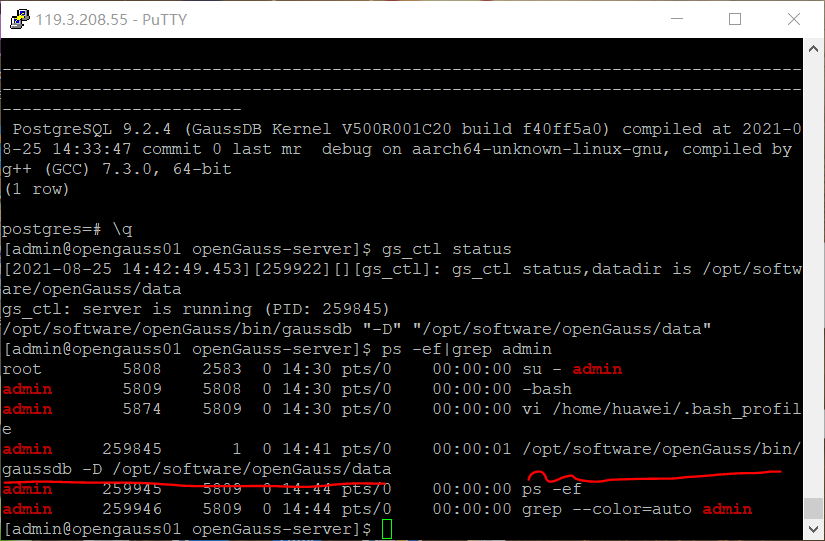 119.3.208.55 - PuTTY
--------------------------------------------------------------------------------
--------------------------------------------------------------------------------
------------------------
PostgreSQL 9.2.4 (GaussDB Kernel V500R001C20 build f40ff5a0) compiled at 2021-0
8-25 14:33:47 commit 0 last mr  debug on aarch64-unknown-linux-gnu, compiled by
g++ (GCC) 7.3.0, 64-bit
(1 row)
postgres=# \q
[admin@opengauss01 openGauss-server]$ gs_ctl status
[2021-08-25 14:42:49.453][259922][][gs_ctl]: gs_ctl status,datadir is /opt/softw
are/openGauss/data
gs_ctl: server is running (PID: 259845)
/opt/software/openGauss/bin/gaussdb "-D" "/opt/software/openGauss/data"
[admin@opengauss01 openGauss-server]$ ps -ef|grep admin
root        5808    2583  0 14:30 pts/0    00:00:00 su - admin
admin       5809    5808  0 14:30 pts/0    00:00:00 -bash
admin       5874    5809  0 14:30 pts/0    00:00:00 vi /home/huawei/.bash_profil
e
admin     259845       1  0 14:41 pts/0    00:00:01 /opt/software/openGauss/bin/
gaussdb -D /opt/software/openGauss/data
admin     259945    5809  0 14:44 pts/0    00:00:00 ps -ef
admin     259946    5809  0 14:44 pts/0    00:00:00 grep --color=auto admin
[admin@opengauss01 openGauss-server]$